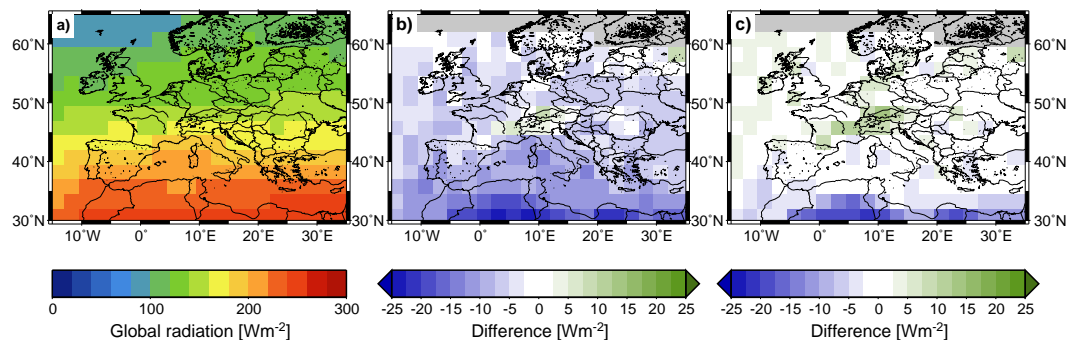 a) b) c)
60˚N 60˚N 60˚N
50˚N 50˚N 50˚N
40˚N 40˚N 40˚N
30˚N 30˚N 30˚N
10˚W 0˚ 10˚E 20˚E 30˚E 10˚W 0˚ 10˚E 20˚E 30˚E 10˚W 0˚ 10˚E 20˚E 30˚E
0 100 200 300 -25 -20 -15 -10 -5 0 5 10 15 20 25 -25 -20 -15 -10 -5 0 5 10 15 20 25
Global radiation [Wm-2] Difference [Wm-2] Difference [Wm-2]